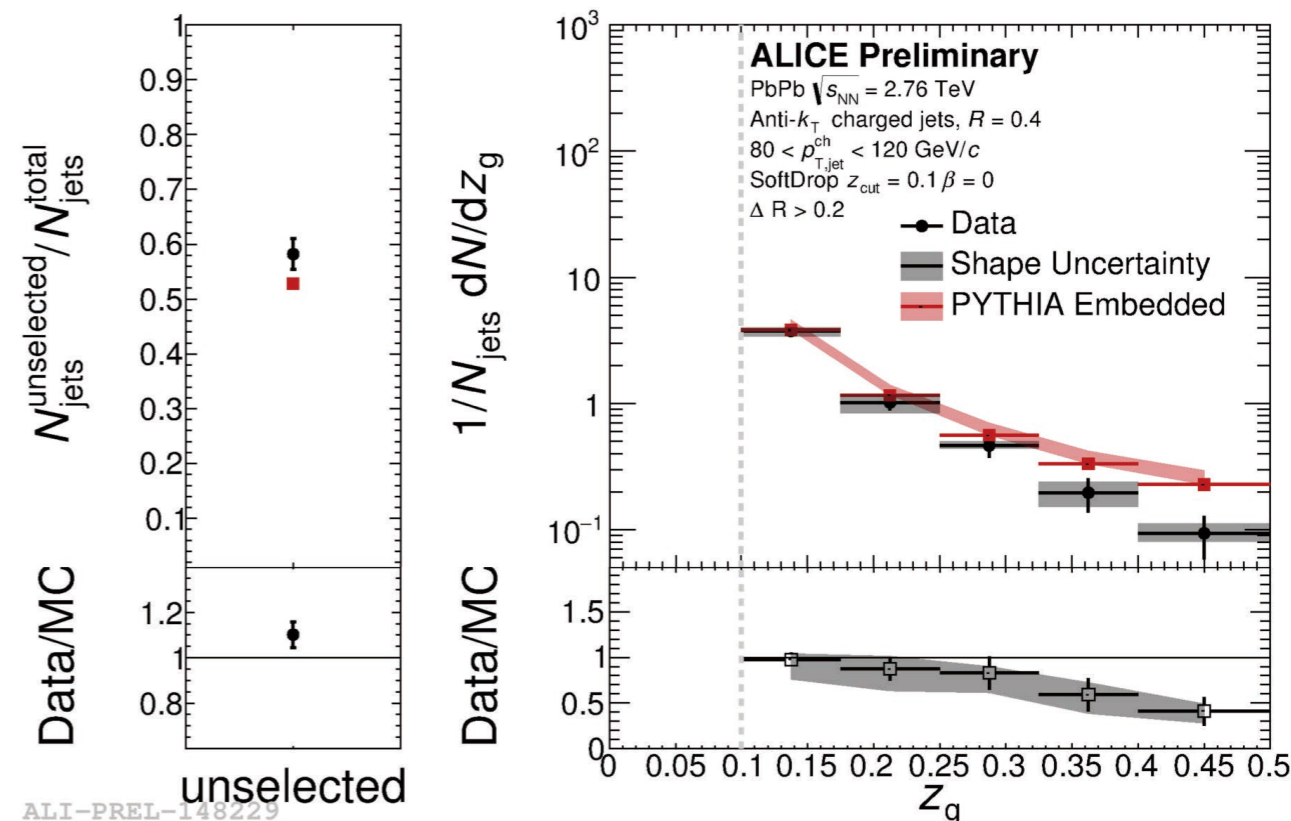 N_jets^unselected / N_jets^total
1
0.9
0.8
0.7
0.6
0.5
0.4
0.3
0.2
0.1
Data/MC
1.2
1
0.8
unselected
1/N_jets dN/dz_g
10^3
10^2
10
1
10^−1
ALICE Preliminary
PbPb √s_NN = 2.76 TeV
Anti-k_T charged jets, R = 0.4
80 < p_T,jet^ch < 120 GeV/c
SoftDrop z_cut = 0.1 β = 0
Δ R > 0.2
Data
Shape Uncertainty
PYTHIA Embedded
Data/MC
1.5
1
0.5
0
0 0.05 0.1 0.15 0.2 0.25 0.3 0.35 0.4 0.45 0.5
z_g
ALI-PREL-148229